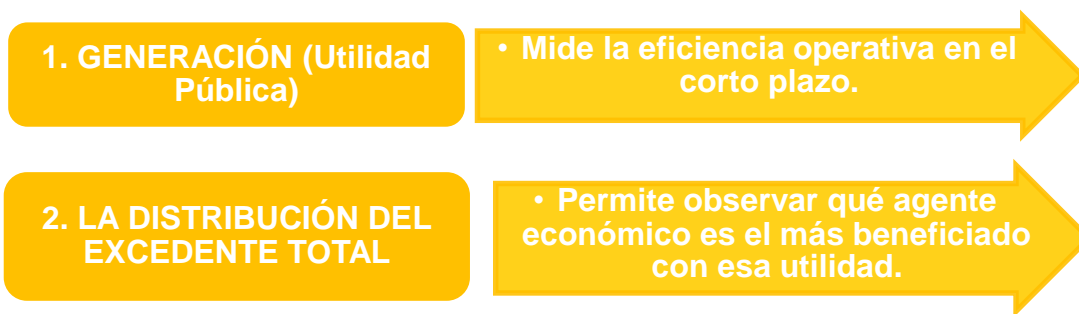 1. GENERACIÓN (Utilidad
Pública)
• Mide la eficiencia operativa en el
corto plazo.
2. LA DISTRIBUCIÓN DEL
EXCEDENTE TOTAL
• Permite observar qué agente
económico es el más beneficiado
con esa utilidad.